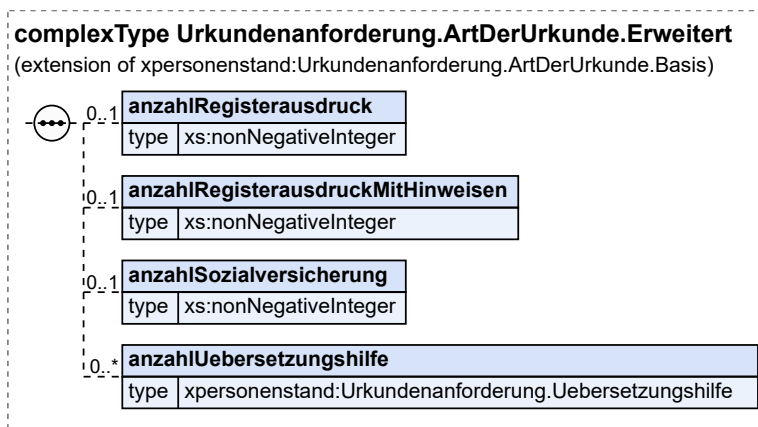 complexType Urkundenanforderung.ArtDerUrkunde.Erweitert
(extension of xpersonenstand:Urkundenanforderung.ArtDerUrkunde.Basis)
0..1 anzahlRegisterausdruck
type xs:nonNegativeInteger
0..1 anzahlRegisterausdruckMitHinweisen
type xs:nonNegativeInteger
0..1 anzahlSozialversicherung
type xs:nonNegativeInteger
0..* anzahlUebersetzungshilfe
type xpersonenstand:Urkundenanforderung.Uebersetzungshilfe